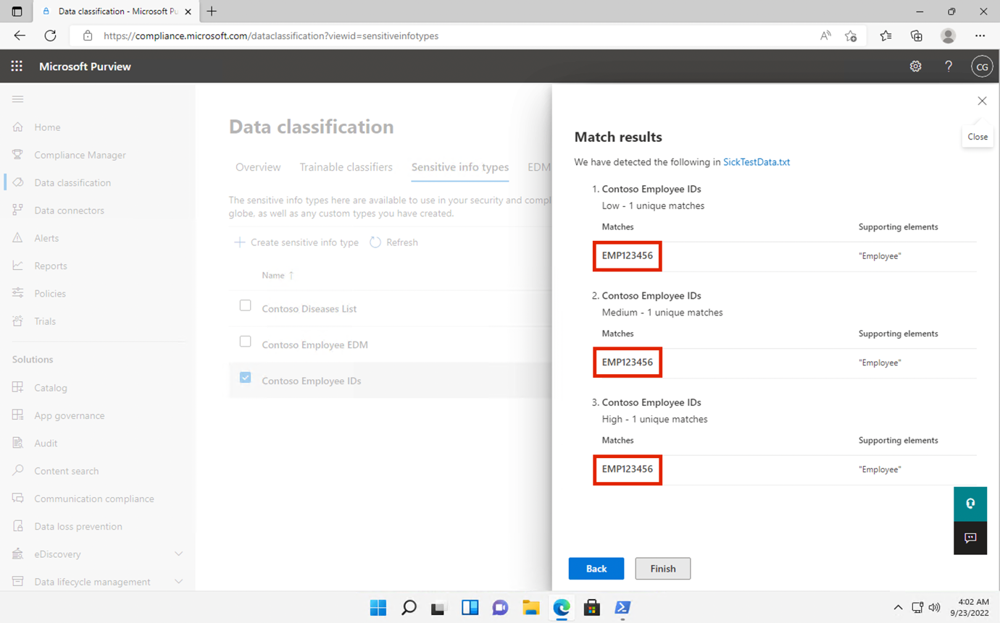 Data classification - Microsoft Pu
https://compliance.microsoft.com/dataclassification?viewid=sensitiveinfotypes
Microsoft Purview
CG
Home
Compliance Manager
Data classification
Data connectors
Alerts
Reports
Policies
Trials
Solutions
Catalog
App governance
Audit
Content search
Communication compliance
Data loss prevention
eDiscovery
Data lifecycle management
Data classification
Overview Trainable classifiers Sensitive info types EDM
The sensitive info types here are available to use in your security and compl
globe, as well as any custom types you have created.
Create sensitive info type Refresh
Name ↑
Contoso Diseases List
Contoso Employee EDM
Contoso Employee IDs
Close
Match results
We have detected the following in SickTestData.txt
1. Contoso Employee IDs
Low - 1 unique matches
Matches Supporting elements
EMP123456 "Employee"
2. Contoso Employee IDs
Medium - 1 unique matches
Matches Supporting elements
EMP123456 "Employee"
3. Contoso Employee IDs
High - 1 unique matches
Matches Supporting elements
EMP123456 "Employee"
Back Finish
4:02 AM
9/23/2022